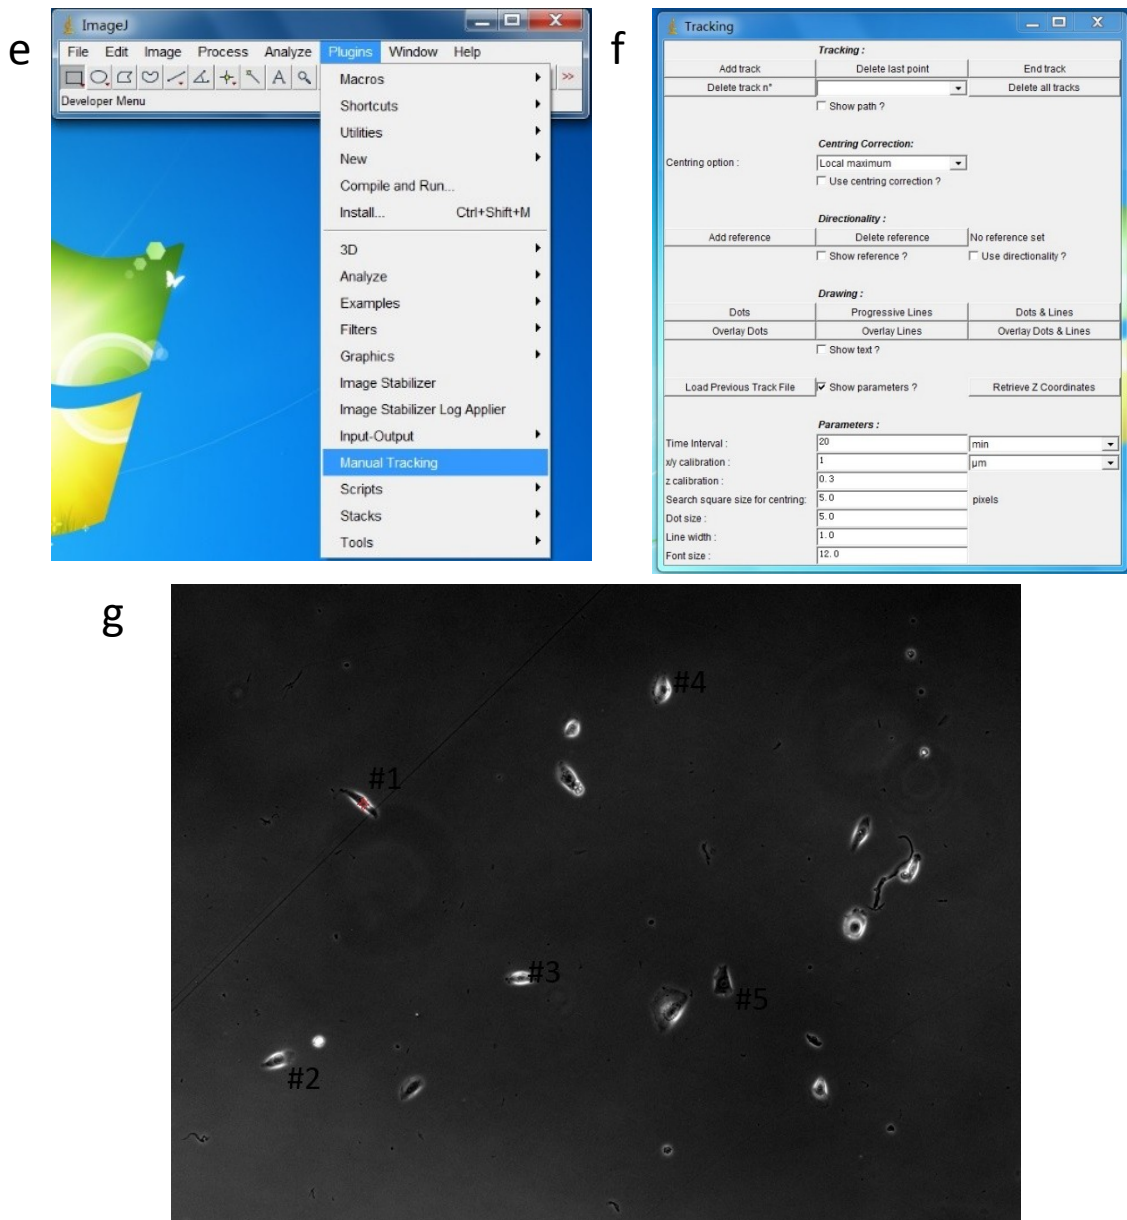 e
ImageJ
File Edit Image Process Analyze Plugins Window Help
A >>
Developer Menu
Macros
Shortcuts
Utilities
New
Compile and Run...
Install... Ctrl+Shift+M
3D
Analyze
Examples
Filters
Graphics
Image Stabilizer
Image Stabilizer Log Applier
Input-Output
Manual Tracking
Scripts
Stacks
Tools
f
Tracking
Tracking :
Add track Delete last point End track
Delete track n° Delete all tracks
Show path ?
Centring Correction:
Centring option : Local maximum
Use centring correction ?
Directionality :
Add reference Delete reference No reference set
Show reference ? Use directionality ?
Drawing :
Dots Progressive Lines Dots & Lines
Overlay Dots Overlay Lines Overlay Dots & Lines
Show text ?
Load Previous Track File Show parameters ? Retrieve Z Coordinates
Parameters :
Time Interval : 20 min
x/y calibration : 1 µm
z calibration : 0.3
Search square size for centring: 5.0 pixels
Dot size : 5.0
Line width : 1.0
Font size : 12.0
g
#4
#1
#3
#5
#2